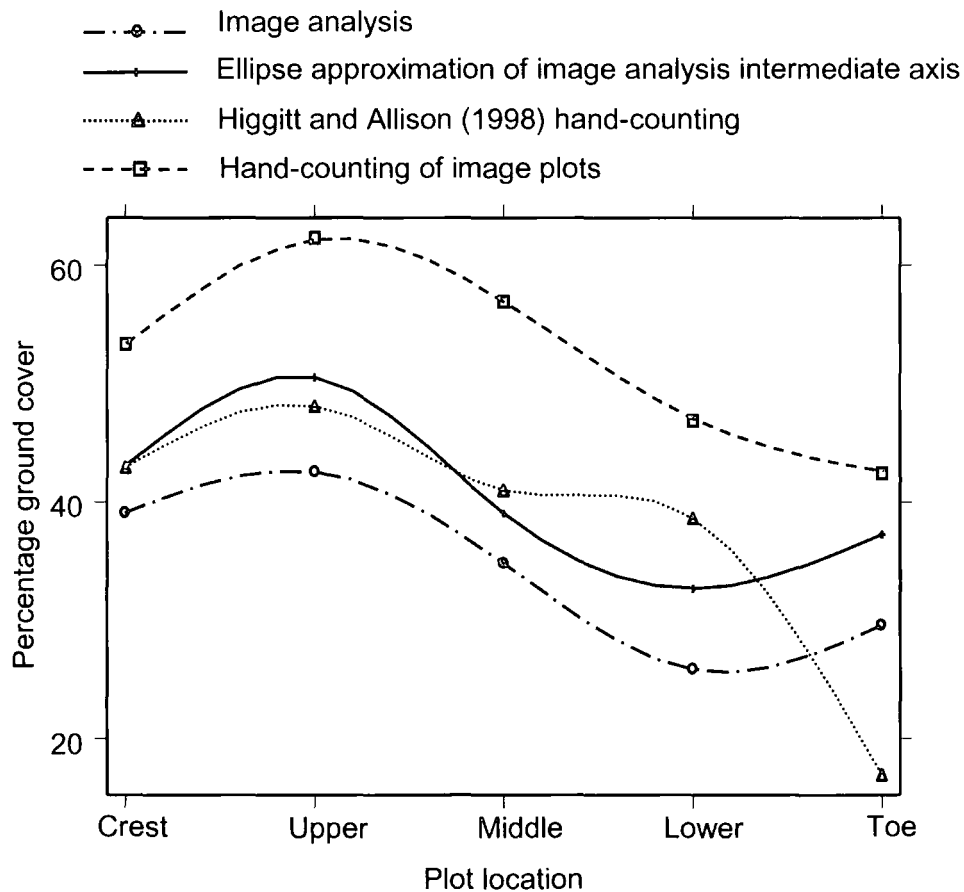 Image analysis
Ellipse approximation of image analysis intermediate axis
Higgitt and Allison (1998) hand-counting
Hand-counting of image plots
60
40
20
Percentage ground cover
Crest Upper Middle Lower Toe
Plot location